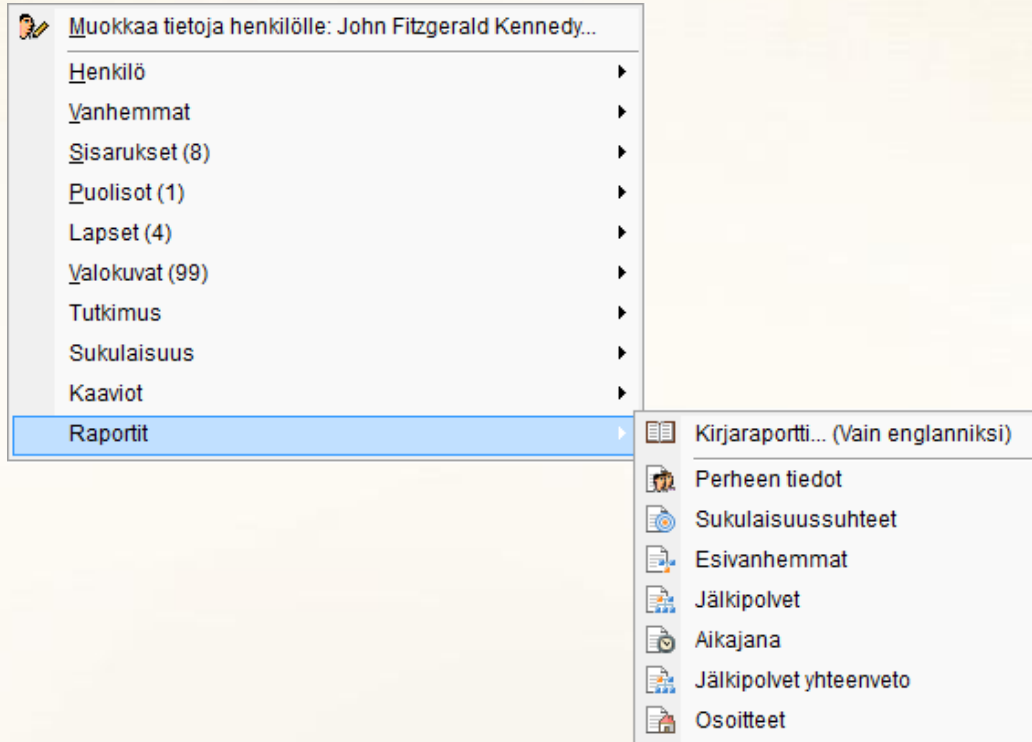 Muokkaa tietoja henkilölle: John Fitzgerald Kennedy...
Henkilö
Vanhemmat
Sisarukset (8)
Puolisot (1)
Lapset (4)
Valokuvat (99)
Tutkimus
Sukulaisuus
Kaaviot
Raportit
Kirjaraportti... (Vain englanniksi)
Perheen tiedot
Sukulaisuussuhteet
Esivanhemmat
Jälkipolvet
Aikajana
Jälkipolvet yhteenveto
Osoitteet